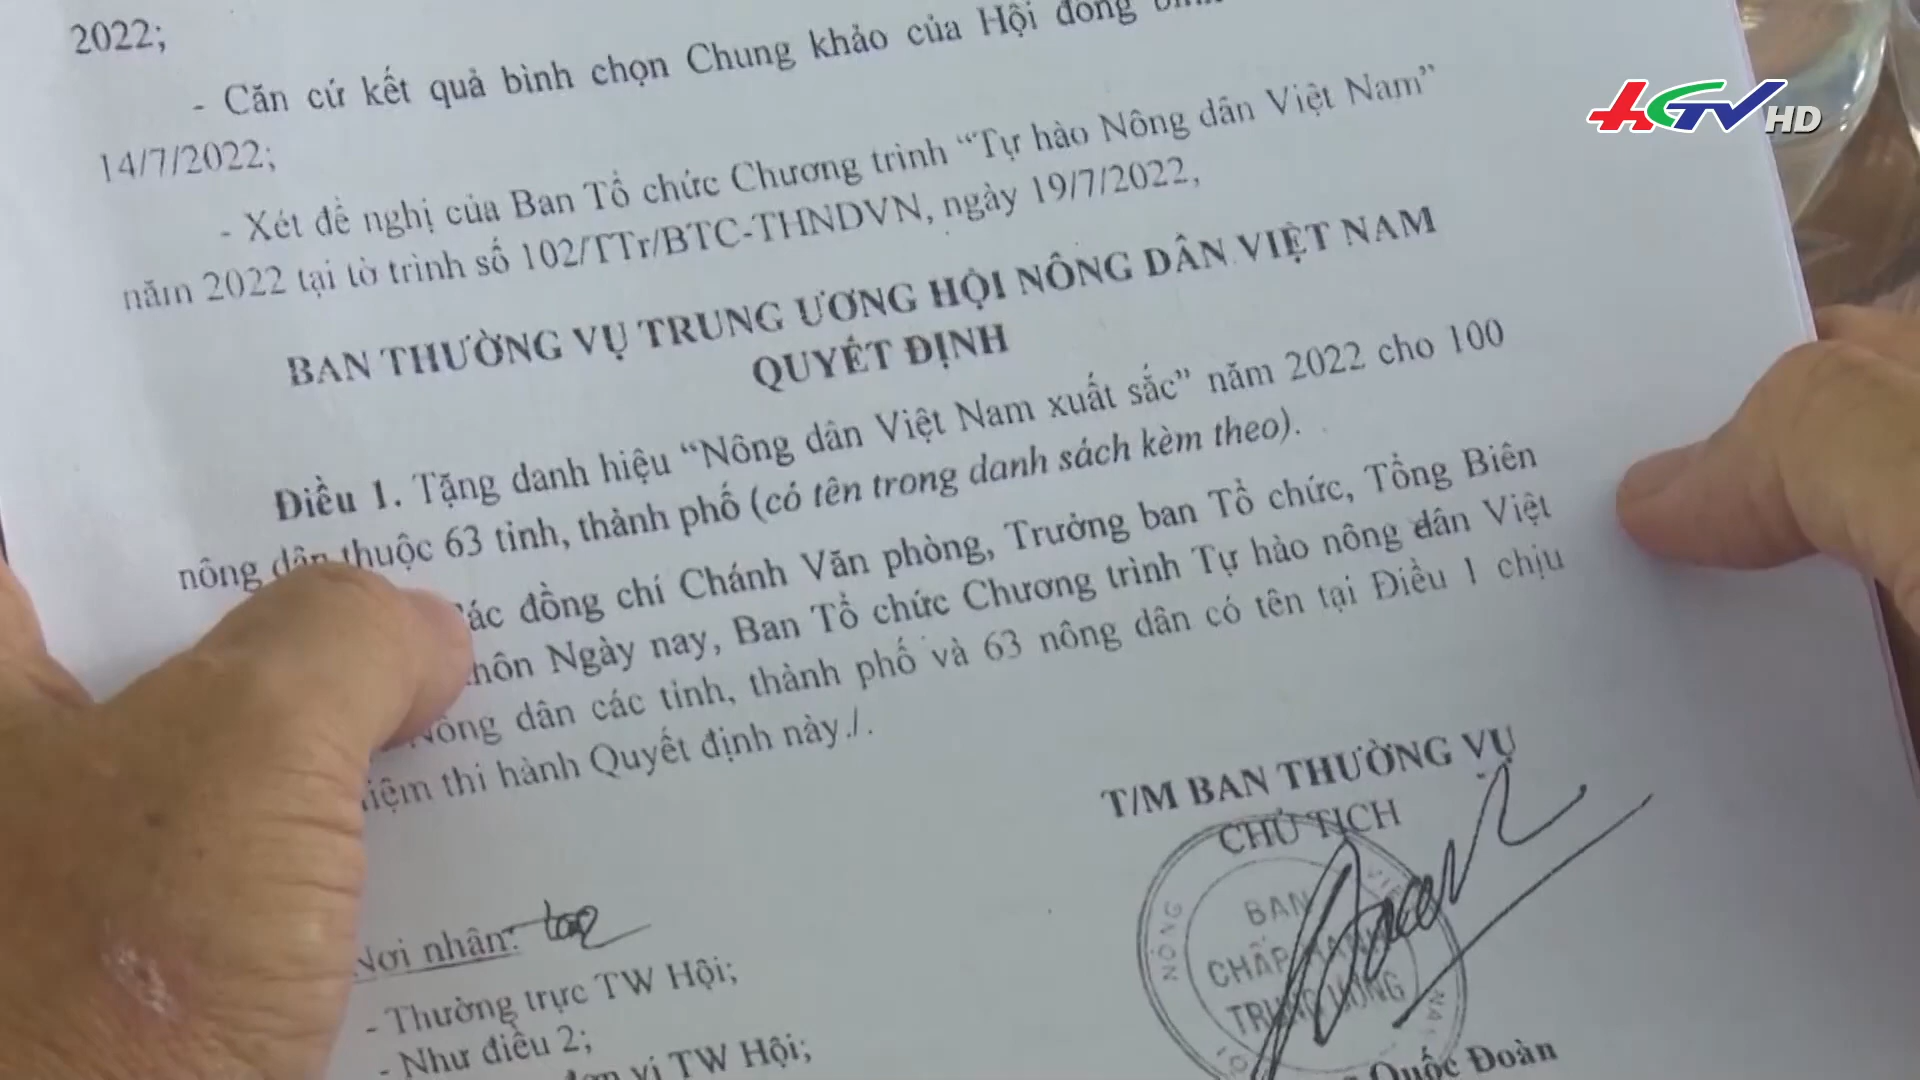 2022;
- Căn cứ kết quả bình chọn Chung khảo của Hội đồng
14/7/2022;
- Xét đề nghị của Ban Tổ chức Chương trình “Tự hào Nông dân Việt Nam”
năm 2022 tại tờ trình số 102/TTr/BTC-THNDVN, ngày 19/7/2022,
BAN THƯỜNG VỤ TRUNG ƯƠNG HỘI NÔNG DÂN VIỆT NAM
QUYẾT ĐỊNH
Điều 1. Tặng danh hiệu “Nông dân Việt Nam xuất sắc” năm 2022 cho 100
nông dân thuộc 63 tỉnh, thành phố (có tên trong danh sách kèm theo).
đồng chí Chánh Văn phòng, Trưởng ban Tổ chức, Tổng Biên
Ngày nay, Ban Tổ chức Chương trình Tự hào nông dân Việt
Nông dân các tỉnh, thành phố và 63 nông dân có tên tại Điều 1 chịu
thi hành Quyết định này./.
T/M BAN THƯỜNG VỤ
CHỦ TỊCH
BAN
CHẤP HÀNH
TRUNG ƯƠNG
NÔNG
Nơi nhận:
- Thường trực TW Hội;
- Như điều 2;
vị TW Hội;
Quốc Đoàn
HGTV HD